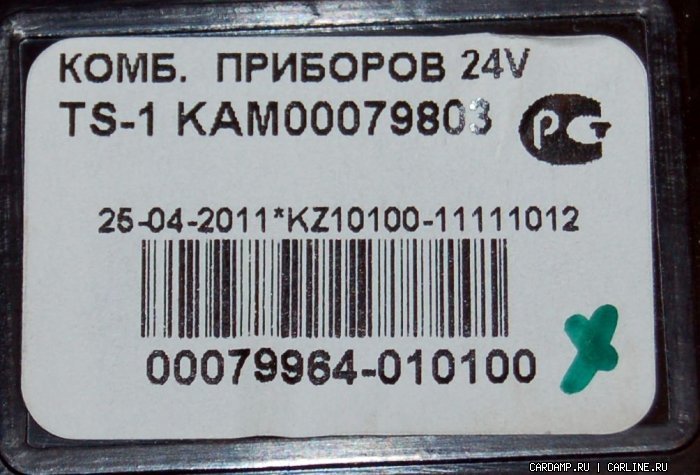 КОМБ. ПРИБОРОВ 24V
TS-1 KAM00079803
РСТ
25-04-2011*KZ10100-11111012
00079964-010100
CARDAMP.RU | CARLINE.RU